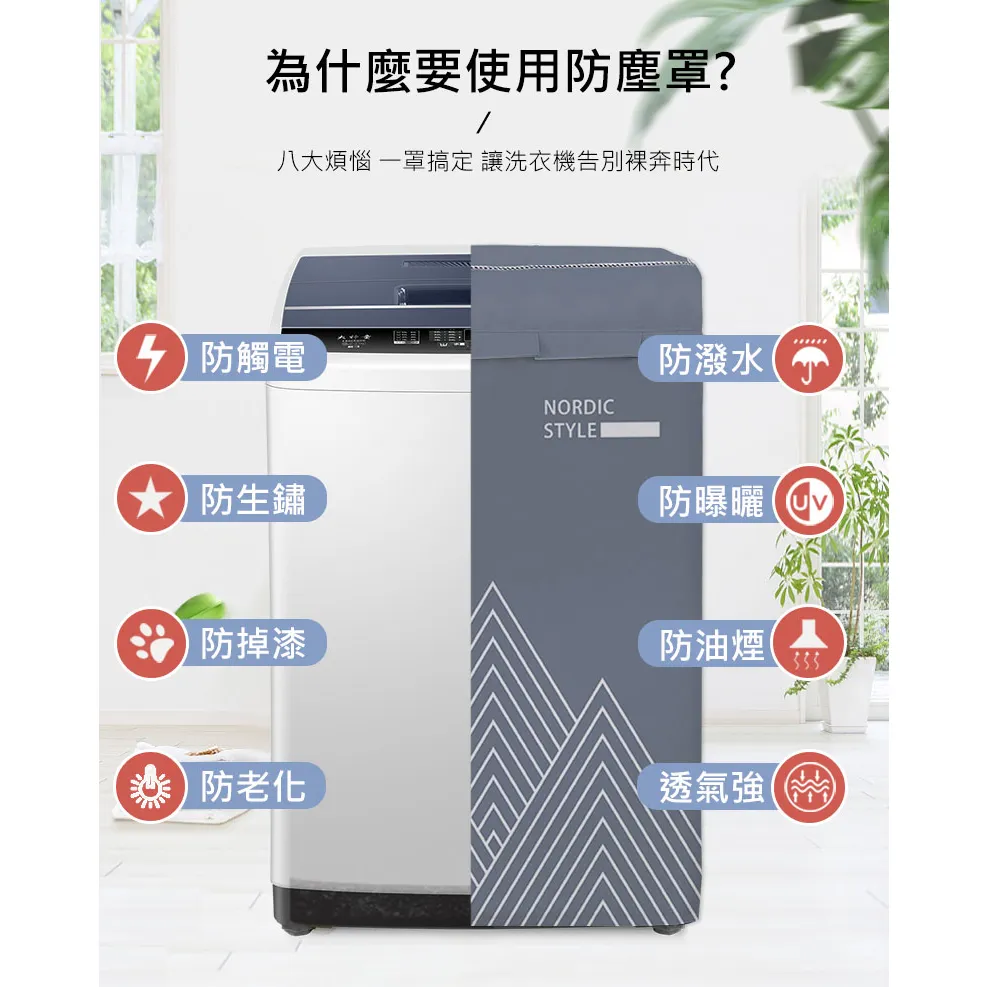 為什麼要使用防塵罩?
/
八大煩惱 一罩搞定 讓洗衣機告別裸奔時代
防觸電
防潑水
NORDIC
STYLE
防生鏽
防曝曬
UV
防掉漆
防油煙
防老化
透氣強